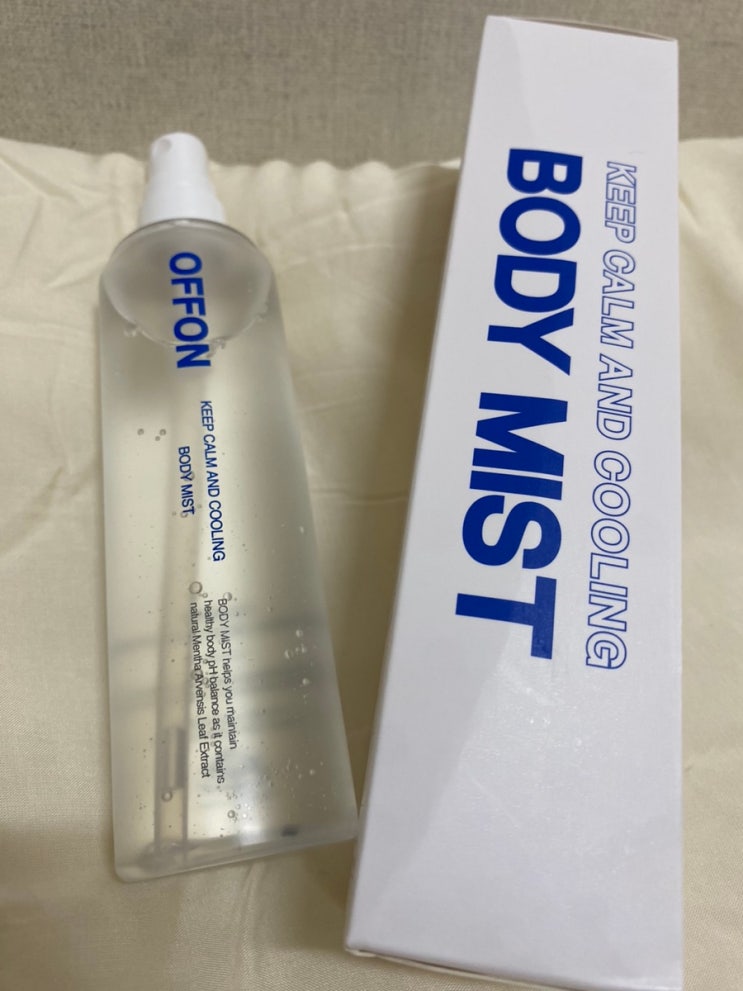 OFFON
KEEP CALM AND COOLING
BODY MIST
BODY MIST helps you maintain
healthy body pH balance as it contains
natural Mentha Arvensis Leaf Extract
KEEP CALM AND COOLING
BODY MIST